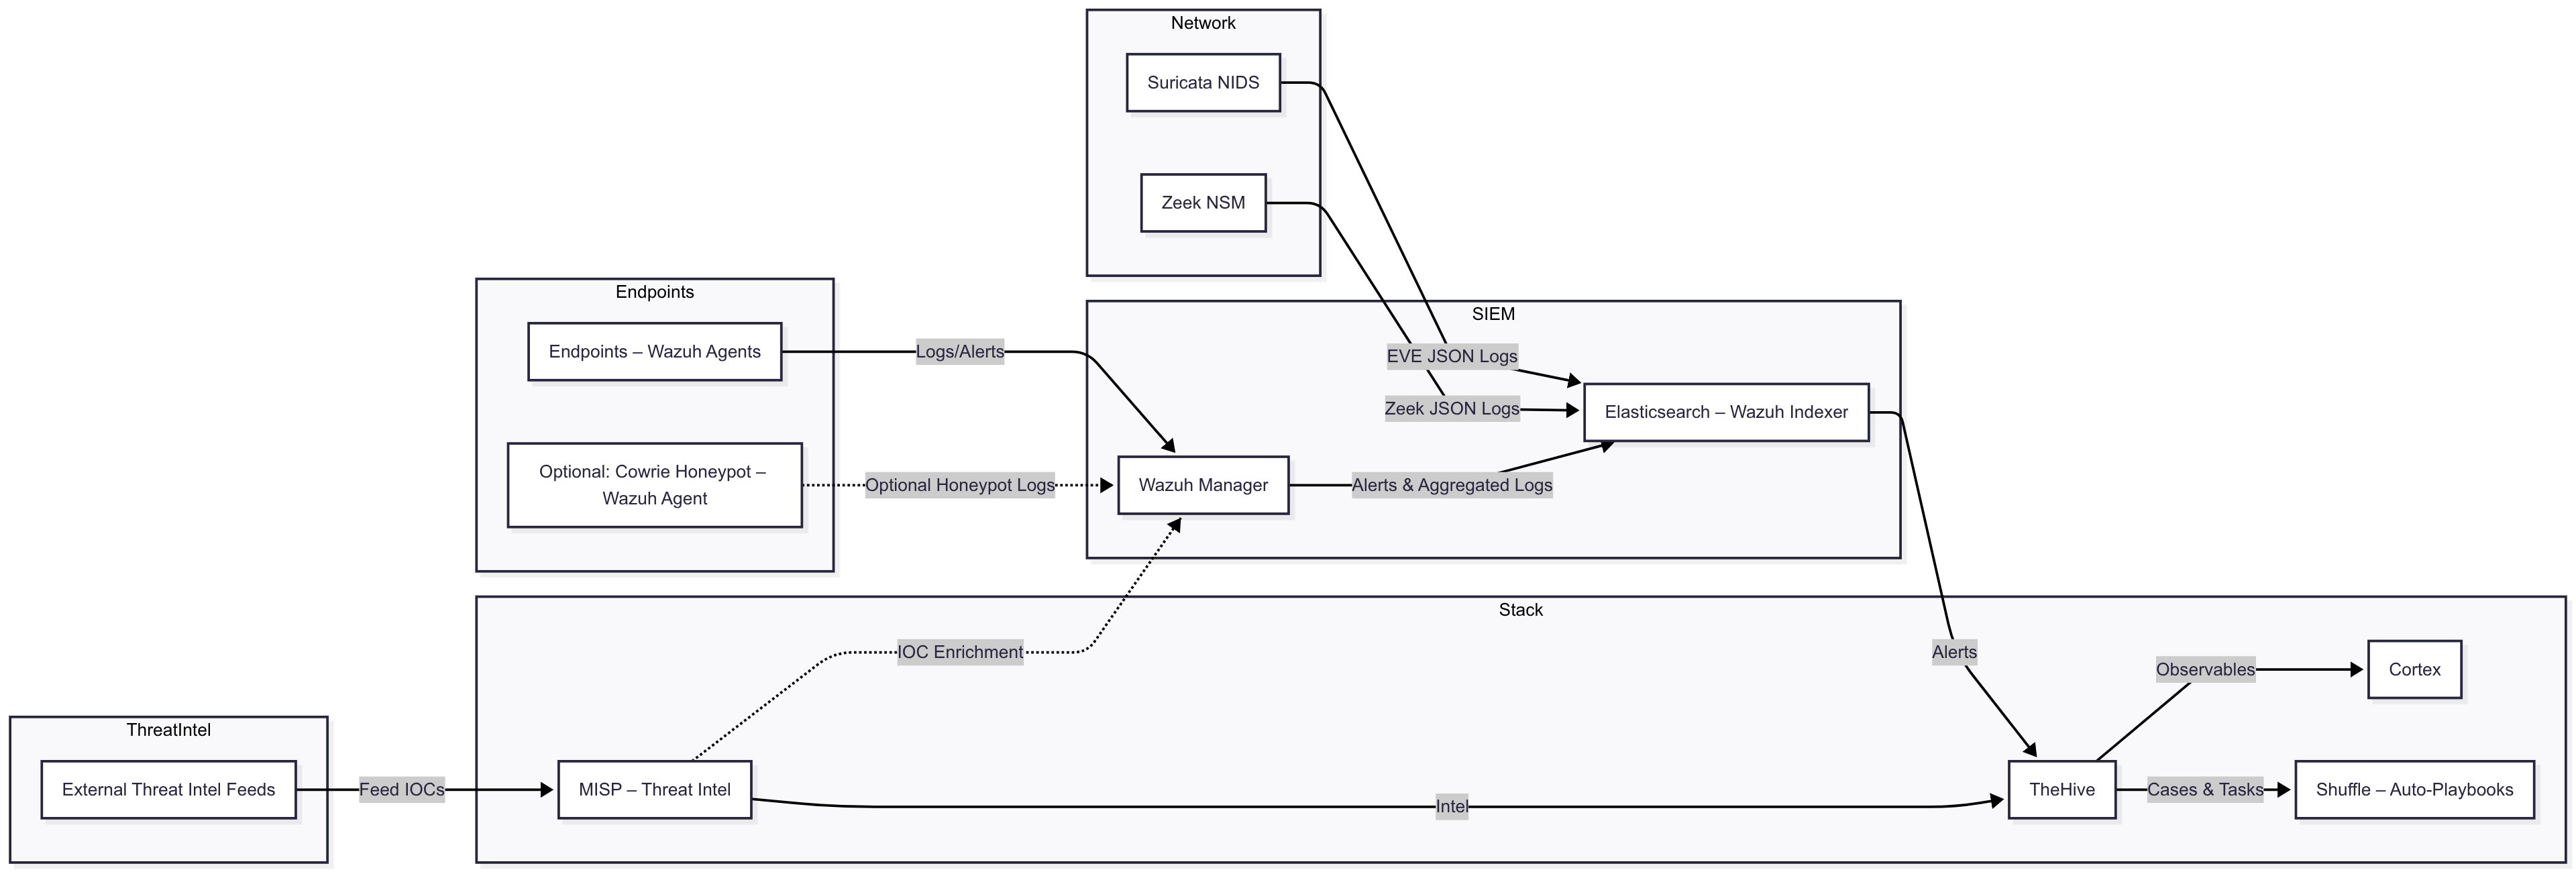 Network
Suricata NIDS
Zeek NSM
Endpoints
Endpoints – Wazuh Agents
Logs/Alerts
Optional: Cowrie Honeypot –
Wazuh Agent
Optional Honeypot Logs
SIEM
EVE JSON Logs
Zeek JSON Logs
Elasticsearch – Wazuh Indexer
Wazuh Manager
Alerts & Aggregated Logs
Stack
IOC Enrichment
Alerts
Observables
Cortex
ThreatIntel
External Threat Intel Feeds
Feed IOCs
MISP – Threat Intel
Intel
TheHive
Cases & Tasks
Shuffle – Auto-Playbooks